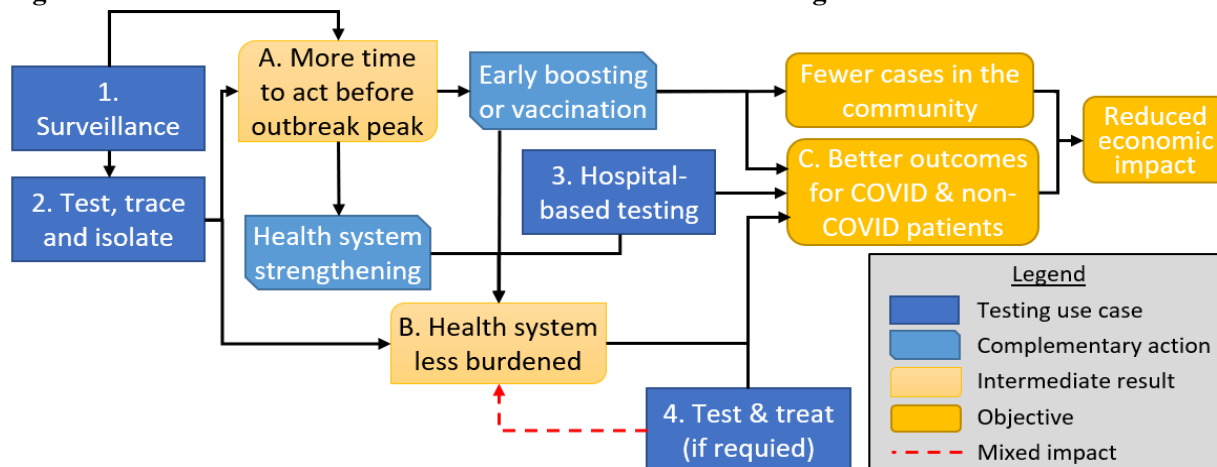 A. More time
to act before
outbreak peak
Early boosting
or vaccination
Fewer cases in the
community
1.
Surveillance
Reduced
economic
impact
C. Better outcomes
for COVID & non-
COVID patients
3. Hospital-
based testing
2. Test, trace
and isolate
Health system
strengthening
B. Health system
less burdened
4. Test & treat
(if requied)
Legend
Testing use case
Complementary action
Intermediate result
Objective
Mixed impact